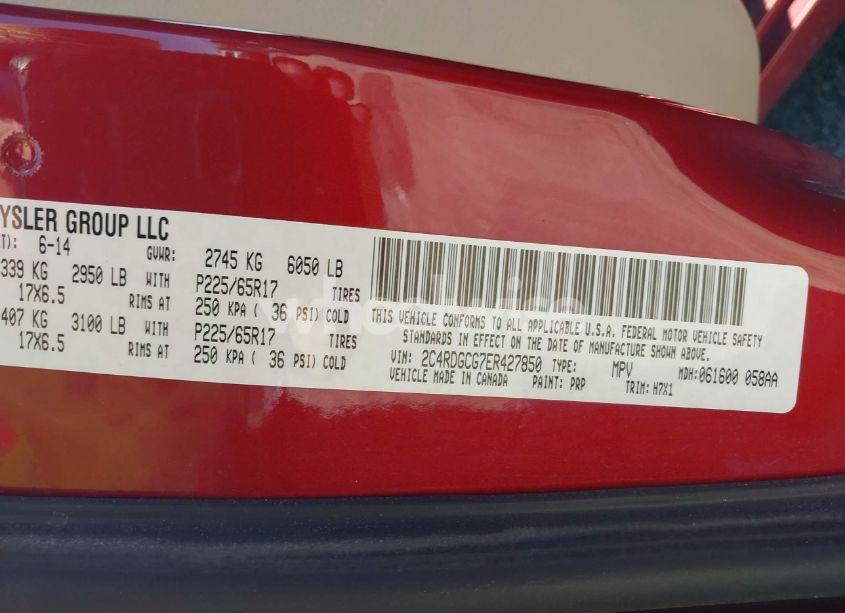 YSLER GROUP LLC
T): 6-14 GVWR: 2745 KG 6050 LB
339 KG 2950 LB WITH P225/65R17 TIRES
17X6.5 RIMS AT 250 KPA ( 36 PSI) COLD
407 KG 3100 LB WITH P225/65R17 TIRES
17X6.5 RIMS AT 250 KPA ( 36 PSI) COLD
THIS VEHICLE CONFORMS TO ALL APPLICABLE U.S.A. FEDERAL MOTOR VEHICLE SAFETY
STANDARDS IN EFFECT ON THE DATE OF MANUFACTURE SHOWN ABOVE.
VIN: 2C4RDGCG7ER427850 TYPE: MPV MDH: 061600 058AA
VEHICLE MADE IN CANADA PAINT: PRP TRIM: H7X1